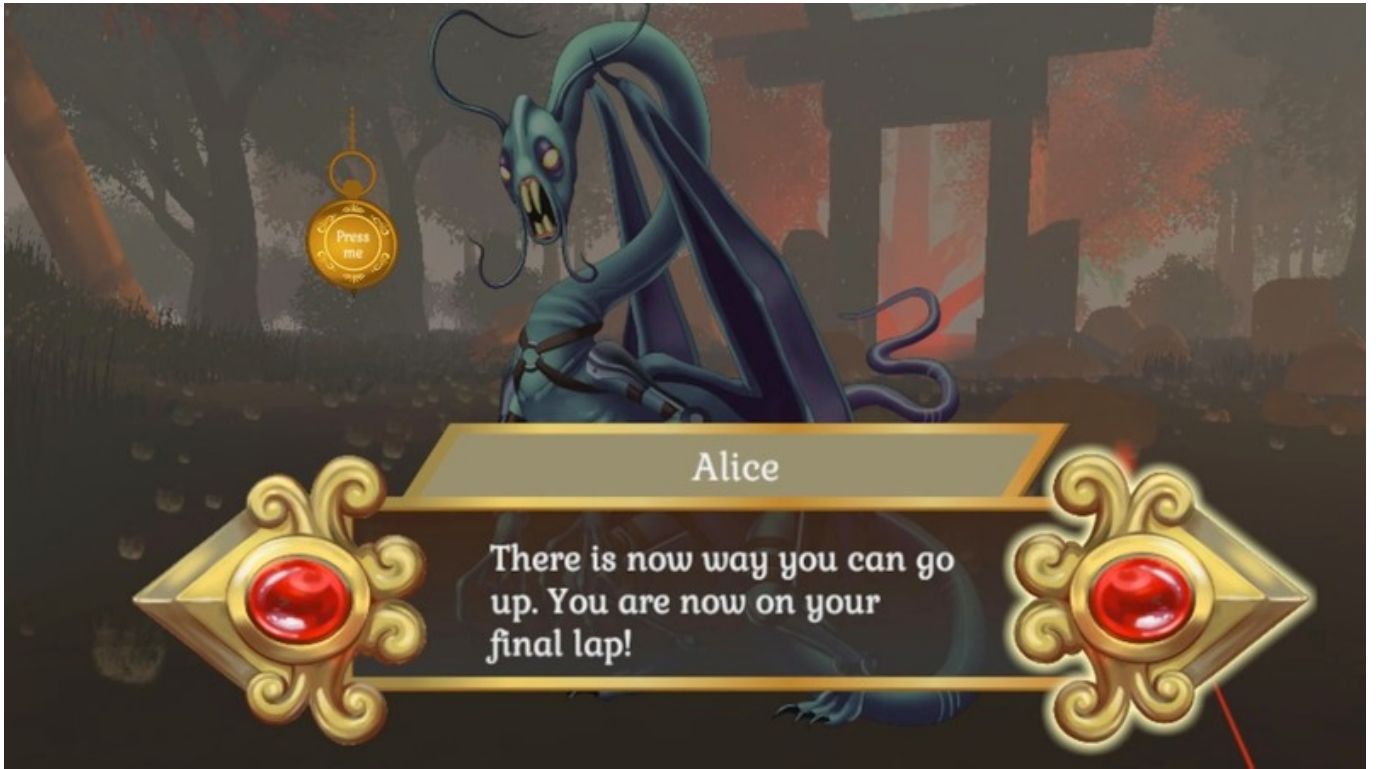 Press
me
Alice
There is now way you can go
up. You are now on your
final lap!